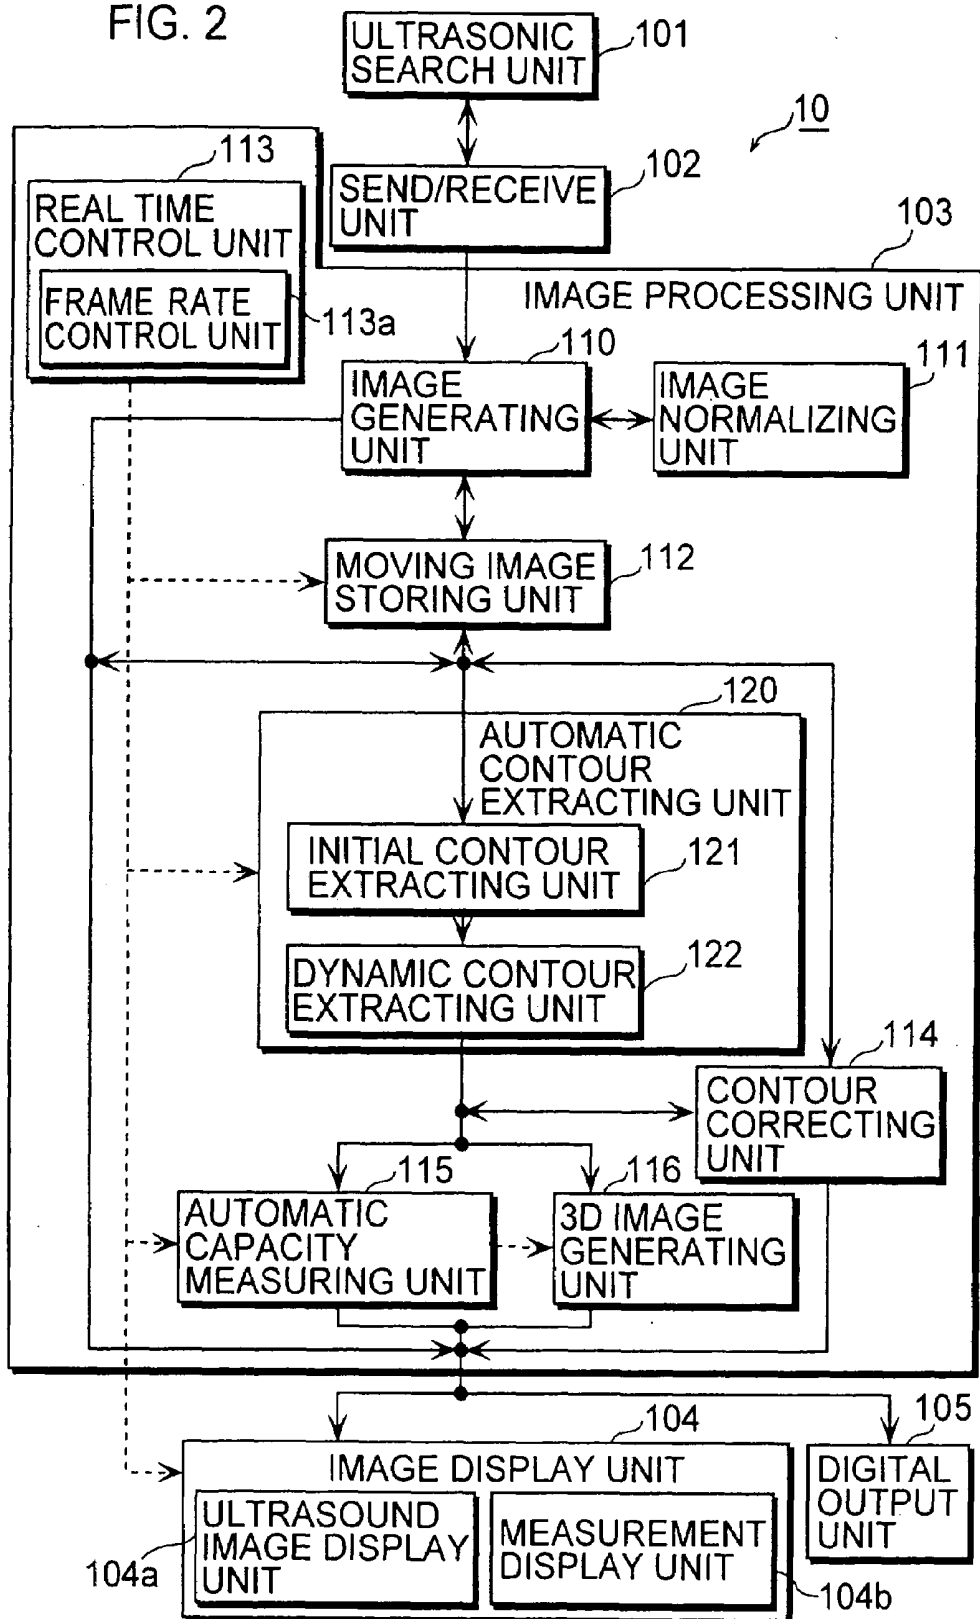 FIG. 2
ULTRASONIC
SEARCH UNIT
101
10
113
SEND/RECEIVE
UNIT
102
REAL TIME
CONTROL UNIT
103
FRAME RATE
CONTROL UNIT
113a
IMAGE PROCESSING UNIT
110
111
IMAGE
GENERATING
UNIT
IMAGE
NORMALIZING
UNIT
MOVING IMAGE
STORING UNIT
112
120
AUTOMATIC
CONTOUR
EXTRACTING UNIT
INITIAL CONTOUR
EXTRACTING UNIT
121
DYNAMIC CONTOUR
EXTRACTING UNIT
122
114
CONTOUR
CORRECTING
UNIT
115
116
AUTOMATIC
CAPACITY
MEASURING UNIT
3D IMAGE
GENERATING
UNIT
104
105
IMAGE DISPLAY UNIT
DIGITAL
OUTPUT
UNIT
ULTRASOUND
IMAGE DISPLAY
UNIT
MEASUREMENT
DISPLAY UNIT
104a
104b